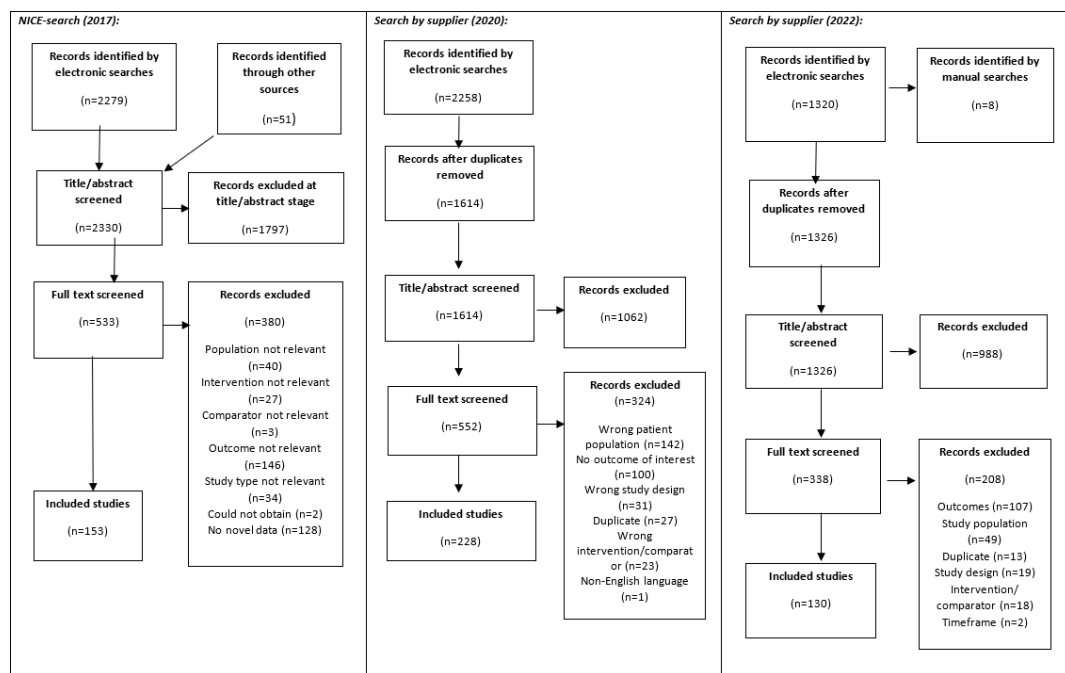 NICE-search (2017):
Records identified by
electronic searches
(n=2279)
Records identified
through other
sources
(n=51)
Title/abstract
screened
(n=2330)
Records excluded at
title/abstract stage
(n=1797)
Full text screened
(n=533)
Records excluded
(n=380)
Population not relevant
(n=40)
Intervention not relevant
(n=27)
Comparator not relevant
(n=3)
Outcome not relevant
(n=146)
Study type not relevant
(n=34)
Could not obtain (n=2)
No novel data (n=128)
Included studies
(n=153)
Search by supplier (2020):
Records identified by
electronic searches
(n=2258)
Records after duplicates
removed
(n=1614)
Title/abstract screened
(n=1614)
Records excluded
(n=1062)
Full text screened
(n=552)
Records excluded
(n=324)
Wrong patient
population (n=142)
No outcome of interest
(n=100)
Wrong study design
(n=31)
Duplicate (n=27)
Wrong
intervention/comparat
or (n=23)
Non-English language
(n=1)
Included studies
(n=228)
Search by supplier (2022):
Records identified by
electronic searches
(n=1320)
Records identified by
manual searches
(n=8)
Records after
duplicates removed
(n=1326)
Title/abstract
screened
(n=1326)
Records excluded
(n=988)
Full text screened
(n=338)
Records excluded
(n=208)
Outcomes (n=107)
Study population
(n=49)
Duplicate (n=13)
Study design (n=19)
Intervention/
comparator (n=18)
Timeframe (n=2)
Included studies
(n=130)